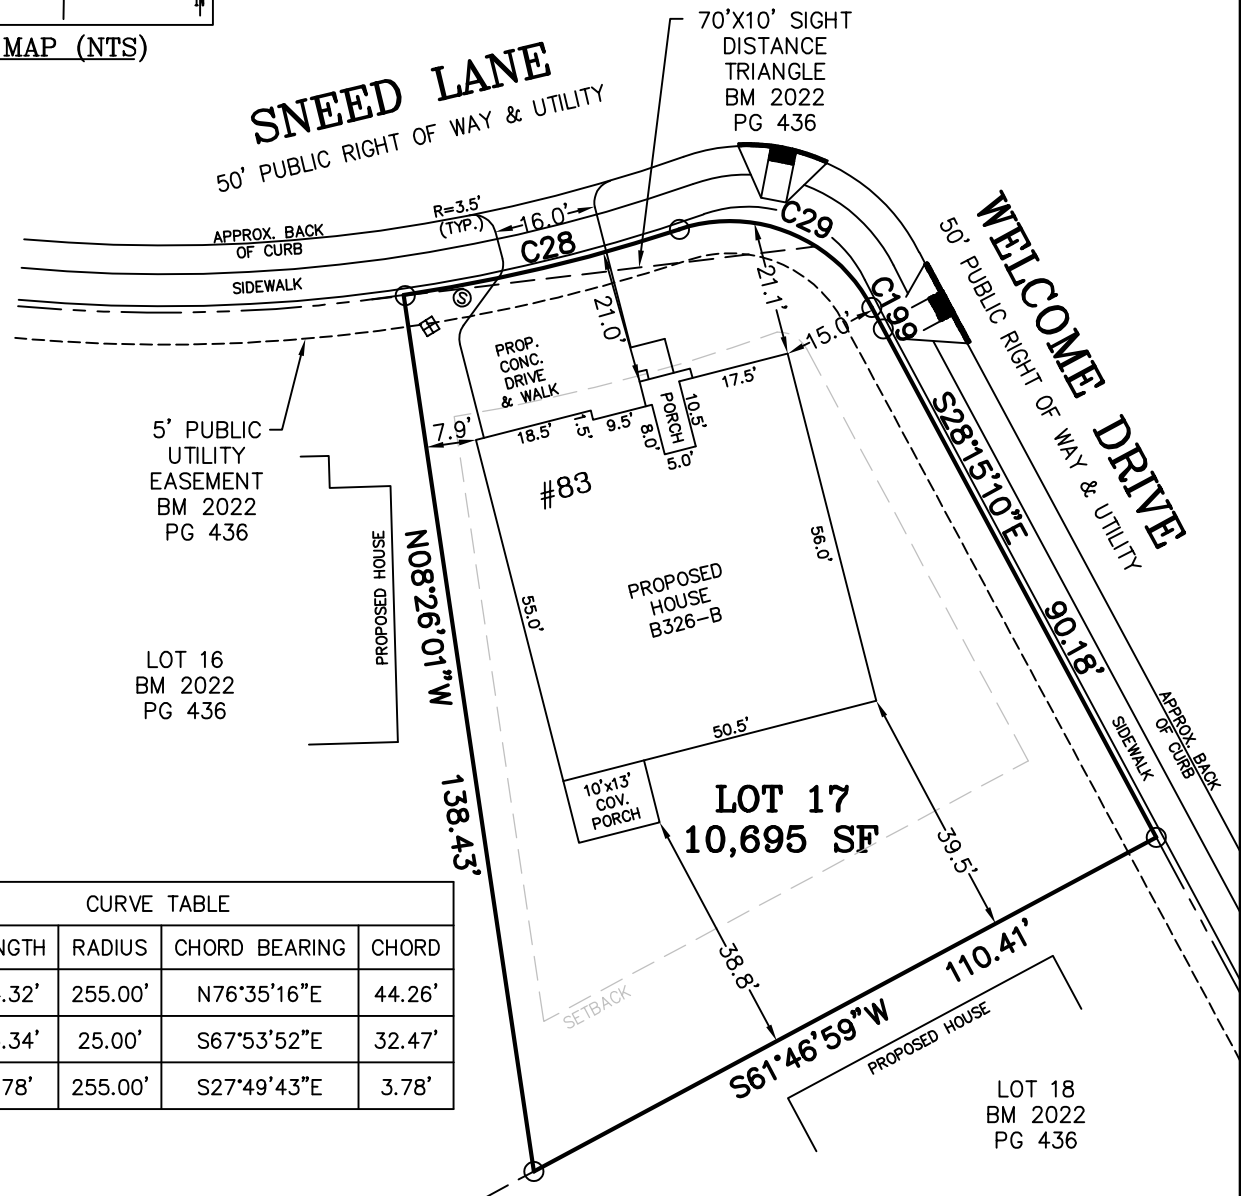 MAP (NTS)
70'X10' SIGHT
DISTANCE
TRIANGLE
BM 2022
PG 436
SNEED LANE
50' PUBLIC RIGHT OF WAY & UTILITY
WELCOME DRIVE
50' PUBLIC RIGHT OF WAY & UTILITY
R=3.5'
(TYP.)
16.0'
APPROX. BACK
OF CURB
SIDEWALK
C28
C29
C199
S
21.0'
21.1'
15.0'
PROP.
CONC.
DRIVE
& WALK
17.5'
10.5'
PORCH
8.0'
5.0'
7.9'
18.5'
1.5'
9.5'
#83
5' PUBLIC
UTILITY
EASEMENT
BM 2022
PG 436
PROPOSED HOUSE
N08°26'01"W
138.43'
S28°15'10"E
90.18'
55.0'
56.0'
PROPOSED
HOUSE
B326-B
LOT 16
BM 2022
PG 436
50.5'
10'x13'
COV.
PORCH
LOT 17
10,695 SF
39.5'
38.8'
SIDEWALK
APPROX. BACK
OF CURB
SETBACK
S61°46'59"W
110.41'
PROPOSED HOUSE
LOT 18
BM 2022
PG 436
CURVE TABLE
NGTH RADIUS CHORD BEARING CHORD
.32' 255.00' N76°35'16"E 44.26'
.34' 25.00' S67°53'52"E 32.47'
78' 255.00' S27°49'43"E 3.78'